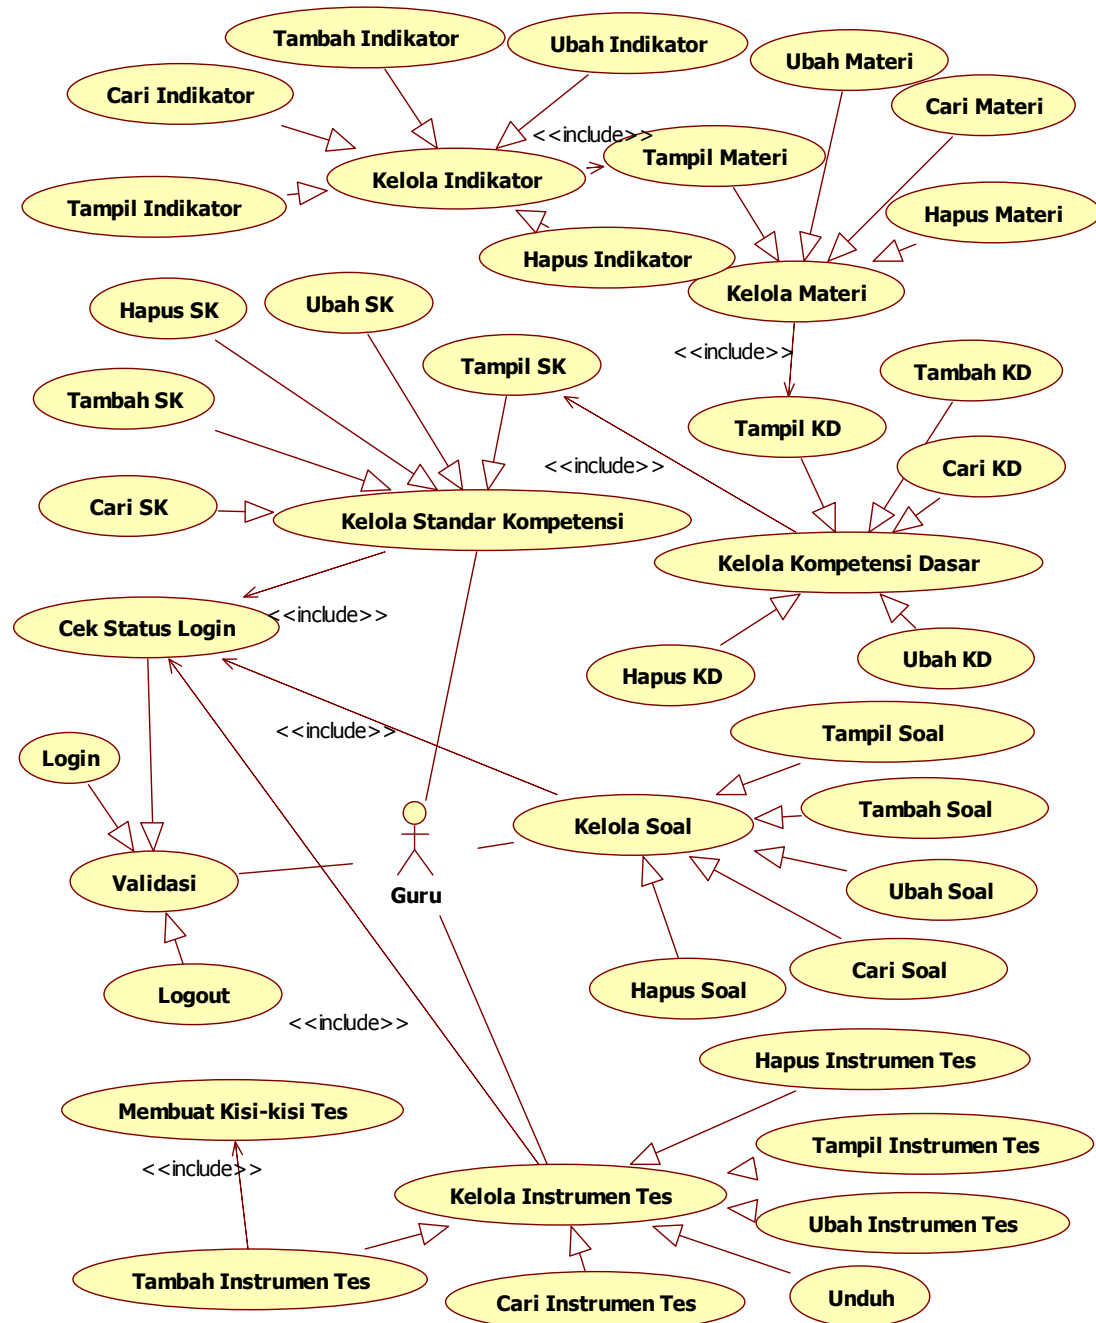 Tambah Indikator
Ubah Indikator
Ubah Materi
Cari Indikator
Cari Materi
<<include>>
Tampil Materi
Kelola Indikator
Tampil Indikator
Hapus Materi
Hapus Indikator
Kelola Materi
Hapus SK
Ubah SK
<<include>>
Tampil SK
Tambah KD
Tambah SK
Tampil KD
<<include>>
Cari KD
Cari SK
Kelola Standar Kompetensi
Kelola Kompetensi Dasar
<<include>>
Cek Status Login
Hapus KD
Ubah KD
<<include>>
Tampil Soal
Login
Tambah Soal
Kelola Soal
Validasi
Guru
Ubah Soal
Cari Soal
Hapus Soal
Logout
<<include>>
Hapus Instrumen Tes
Membuat Kisi-kisi Tes
Tampil Instrumen Tes
<<include>>
Kelola Instrumen Tes
Ubah Instrumen Tes
Tambah Instrumen Tes
Cari Instrumen Tes
Unduh